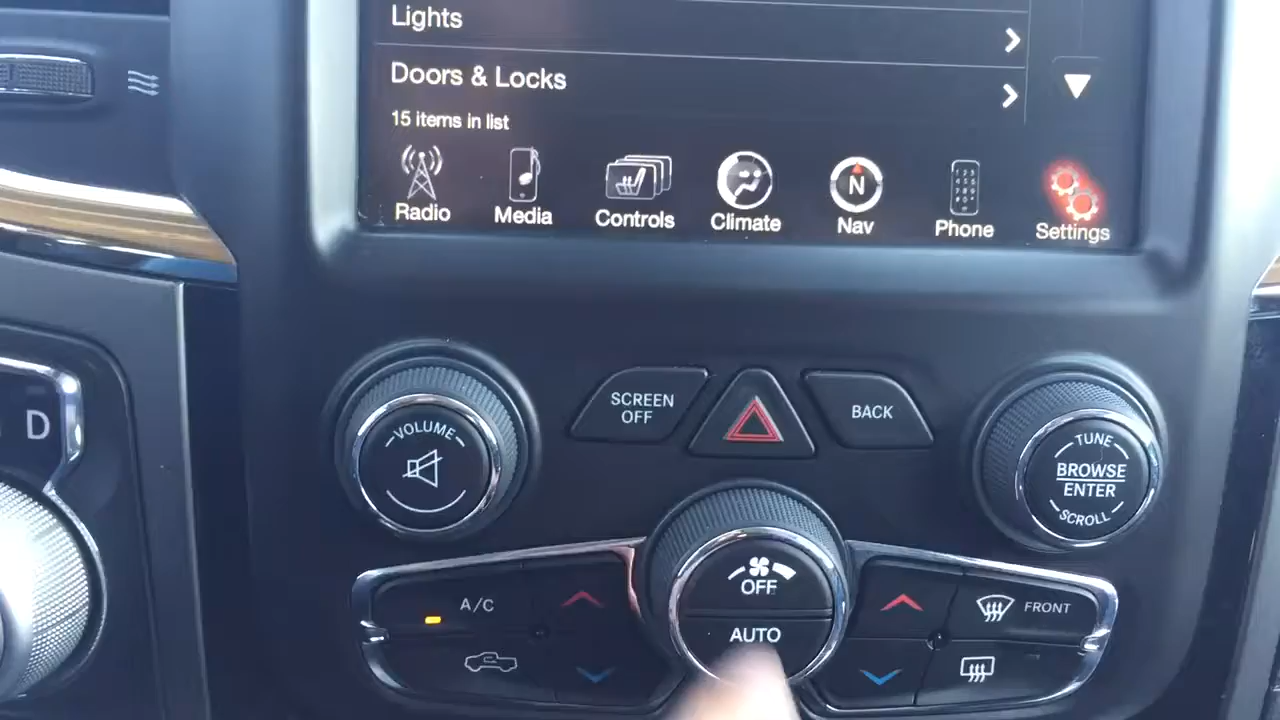 Lights
Doors & Locks
15 items in list
Radio
Media
Controls
Climate
N
Nav
Phone
Settings
D
VOLUME
SCREEN
OFF
BACK
TUNE
BROWSE
ENTER
SCROLL
A/C
OFF
AUTO
FRONT